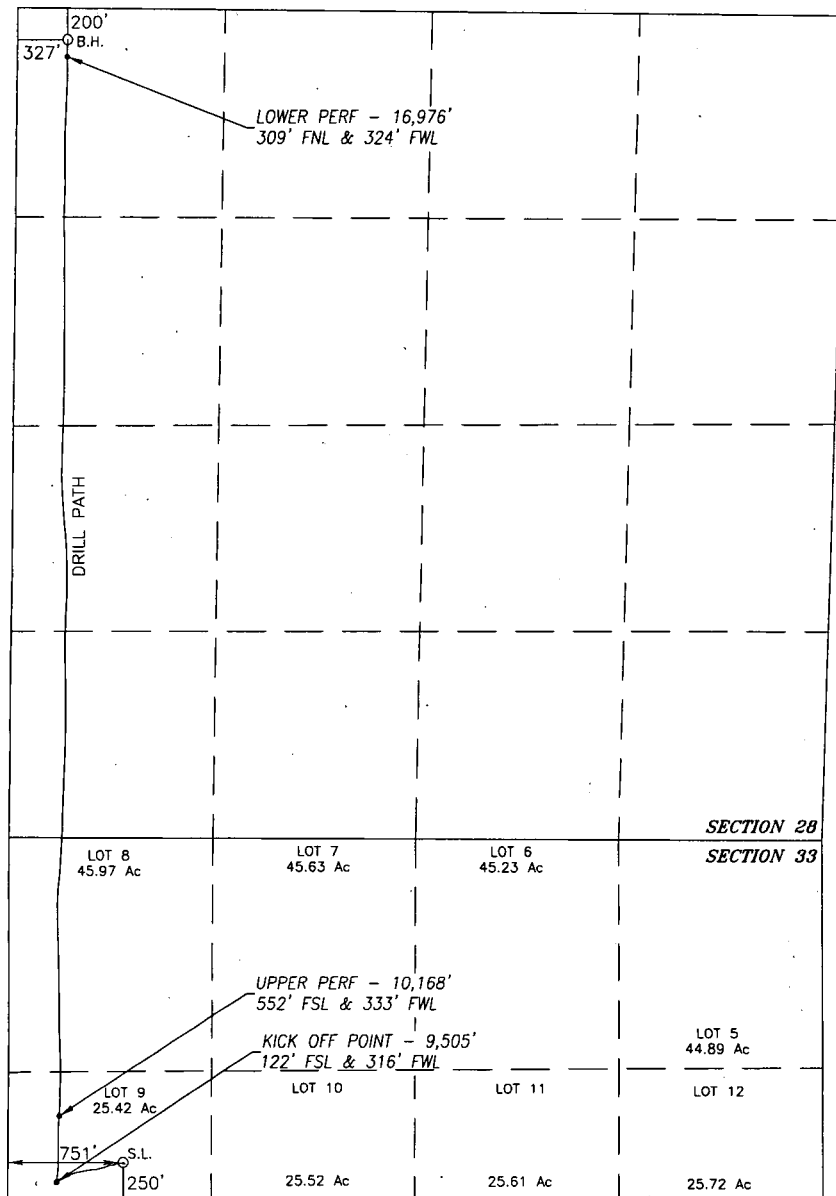 200'
B.H.
327'
LOWER PERF - 16,976'
309' FNL & 324' FWL
DRILL PATH
SECTION 28
SECTION 33
LOT 8
45.97 Ac
LOT 7
45.63 Ac
LOT 6
45.23 Ac
UPPER PERF - 10,168'
552' FSL & 333' FWL
LOT 5
44.89 Ac
KICK OFF POINT - 9,505'
122' FSL & 316' FWL
LOT 9
25.42 Ac
LOT 10
LOT 11
LOT 12
751'
S.L.
250'
25.52 Ac
25.61 Ac
25.72 Ac